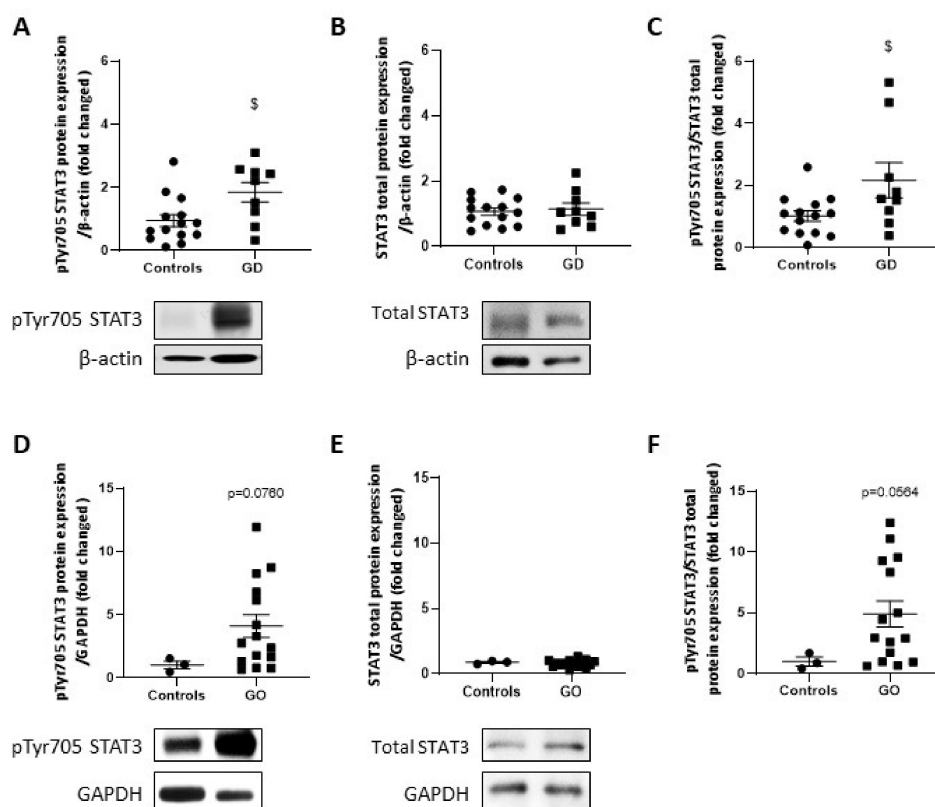 A
pTyr705 STAT3 protein expression
/β-actin (fold changed)
6
4
2
0
$
Controls
GD
pTyr705 STAT3
β-actin
B
STAT3 total protein expression
/β-actin (fold changed)
6
4
2
0
Controls
GD
Total STAT3
β-actin
C
pTyr705 STAT3/STAT3 total
protein expression (fold changed)
6
4
2
0
$
Controls
GD
D
pTyr705 STAT3 protein expression
/GAPDH (fold changed)
15
10
5
0
p=0.0760
Controls
GO
pTyr705 STAT3
GAPDH
E
STAT3 total protein expression
/GAPDH (fold changed)
15
10
5
0
Controls
GO
Total STAT3
GAPDH
F
pTyr705 STAT3/STAT3 total
protein expression (fold changed)
15
10
5
0
p=0.0564
Controls
GO